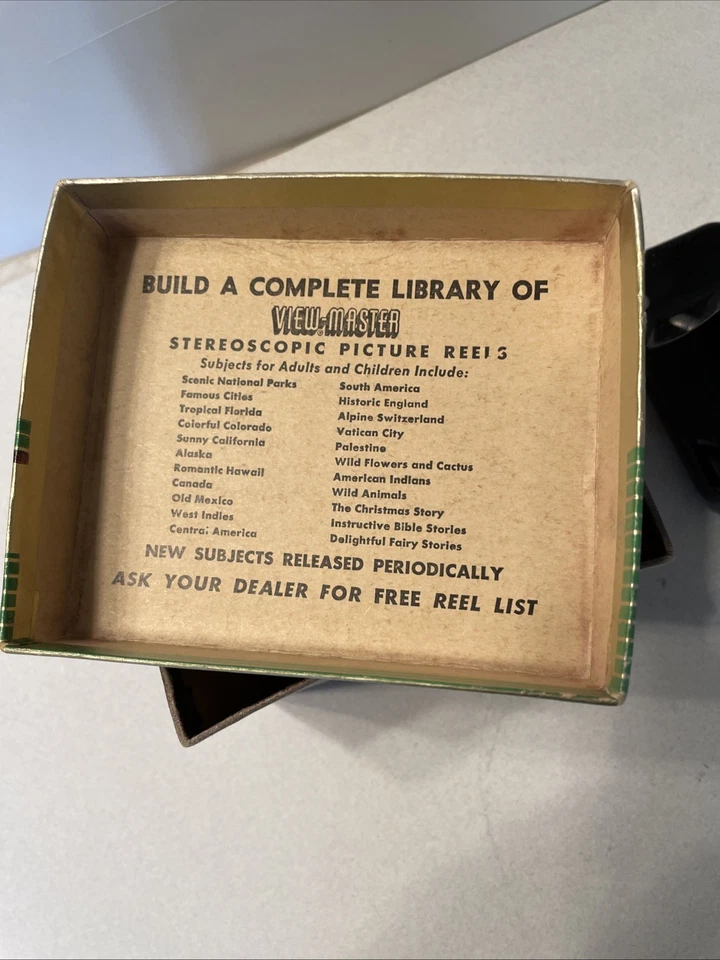 BUILD A COMPLETE LIBRARY OF
VIEW-MASTER
STEREOSCOPIC PICTURE REELS
Subjects for Adults and Children Include:
Scenic National Parks
Famous Cities
Tropical Florida
Colorful Colorado
Sunny California
Alaska
Romantic Hawaii
Canada
Old Mexico
West Indies
Central America
South America
Historic England
Alpine Switzerland
Vatican City
Palestine
Wild Flowers and Cactus
American Indians
Wild Animals
The Christmas Story
Instructive Bible Stories
Delightful Fairy Stories
NEW SUBJECTS RELEASED PERIODICALLY
ASK YOUR DEALER FOR FREE REEL LIST